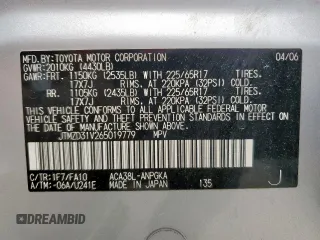 MFD.BY:TOYOTA MOTOR CORPORATION 04/06
GVWR:2010KG(4430LB)
GAWR:FRT. 1150KG (2535LB) WITH 225/65R17
17X7J RIMS, AT 220KPA (32PSI) COLD
RR. 1105KG (2435LB) WITH 225/65R17
17X7J RIMS, AT 220KPA (32PSI) COLD
THIS VEHICLE CONFORMS TO ALL APPLICABLE
FEDERAL MOTOR VEHICLE SAFETY, BUMPER, AND
THEFT PREVENTION STANDARDS IN EFFECT ON
THE DATE OF MANUFACTURE SHOWN ABOVE.
JTMZD31V265019779 MPV
C/TR:1F7/FA10 ACA38L-ANPGKA
A/TM:-06A/U241E MADE IN JAPAN 135
J